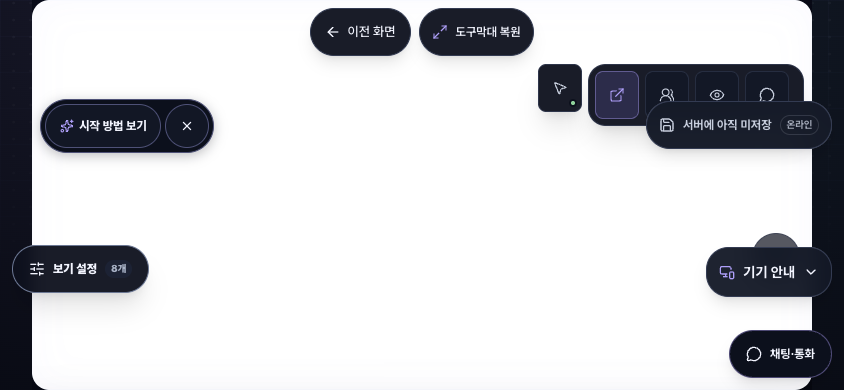 이전 화면
도구막대 복원
시작 방법 보기
서버에 아직 미저장 온라인
보기 설정 8개
기기 안내
채팅·통화